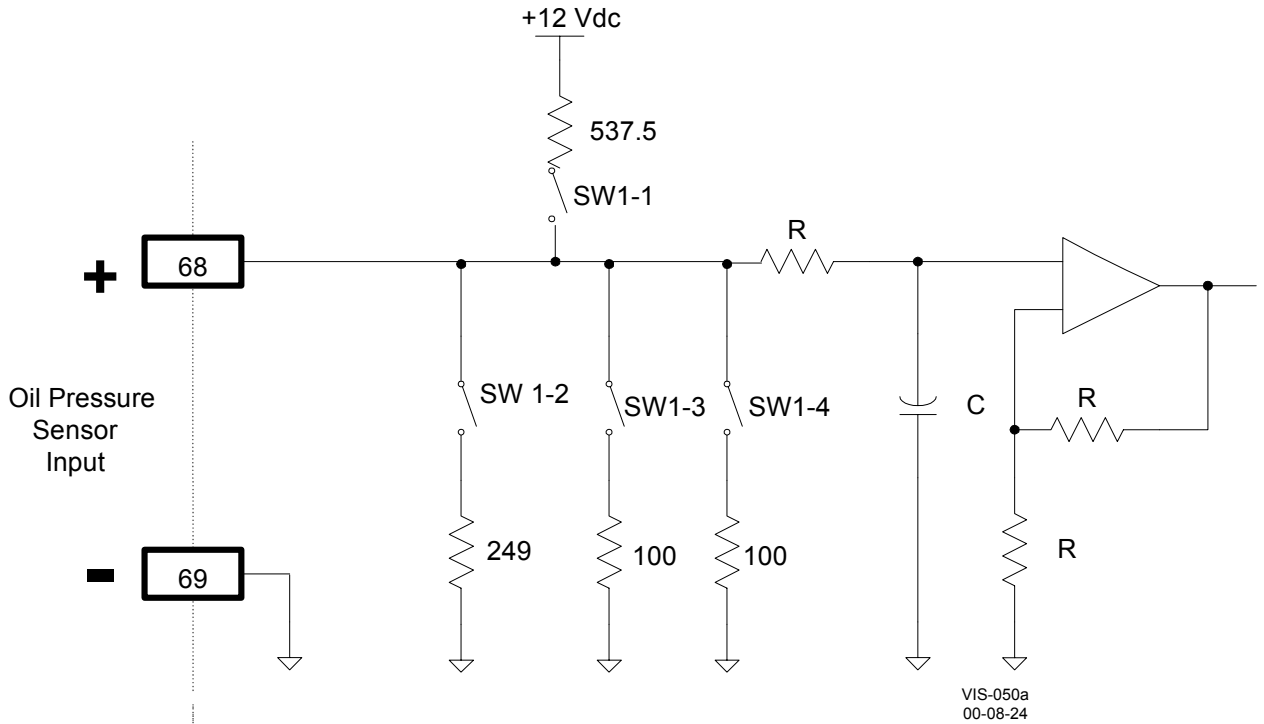 +12 Vdc
537.5
SW1-1
R
+
68
Oil Pressure
Sensor
Input
SW 1-2
SW1-3
SW1-4
C
R
249
100
100
R
-
69
VIS-050a
00-08-24